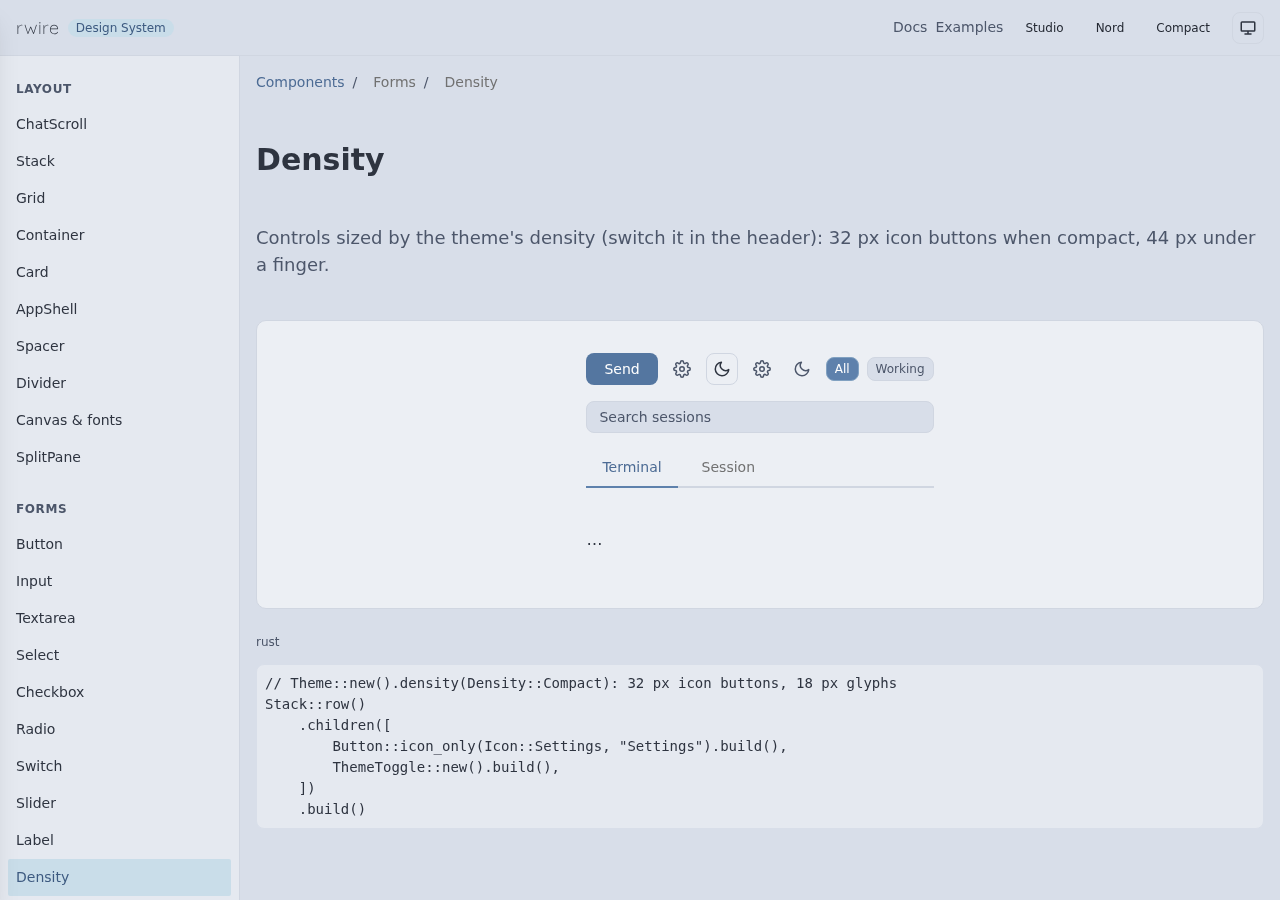 rwire Design System Docs Examples Studio Nord Compact
LAYOUT
ChatScroll
Stack
Grid
Container
Card
AppShell
Spacer
Divider
Canvas & fonts
SplitPane
FORMS
Button
Input
Textarea
Select
Checkbox
Radio
Switch
Slider
Label
Density
Components / Forms / Density
Density
Controls sized by the theme's density (switch it in the header): 32 px icon buttons when compact, 44 px under
a finger.
Send All Working
Search sessions
Terminal Session
...
rust
// Theme::new().density(Density::Compact): 32 px icon buttons, 18 px glyphs
Stack::row()
    .children([
        Button::icon_only(Icon::Settings, "Settings").build(),
        ThemeToggle::new().build(),
    ])
    .build()